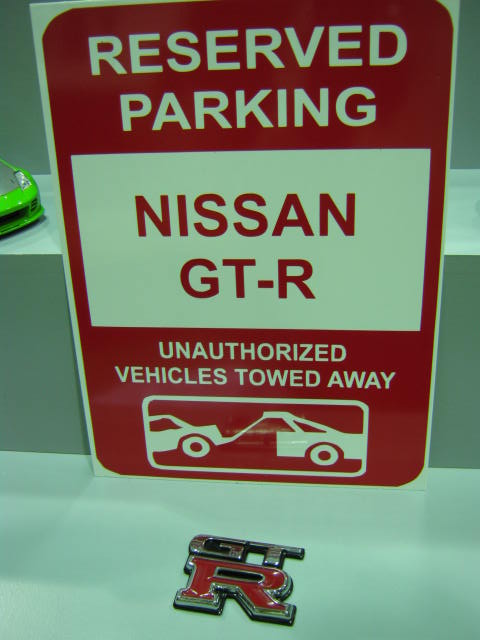 RESERVED
PARKING
NISSAN
GT-R
UNAUTHORIZED
VEHICLES TOWED AWAY
GT
R